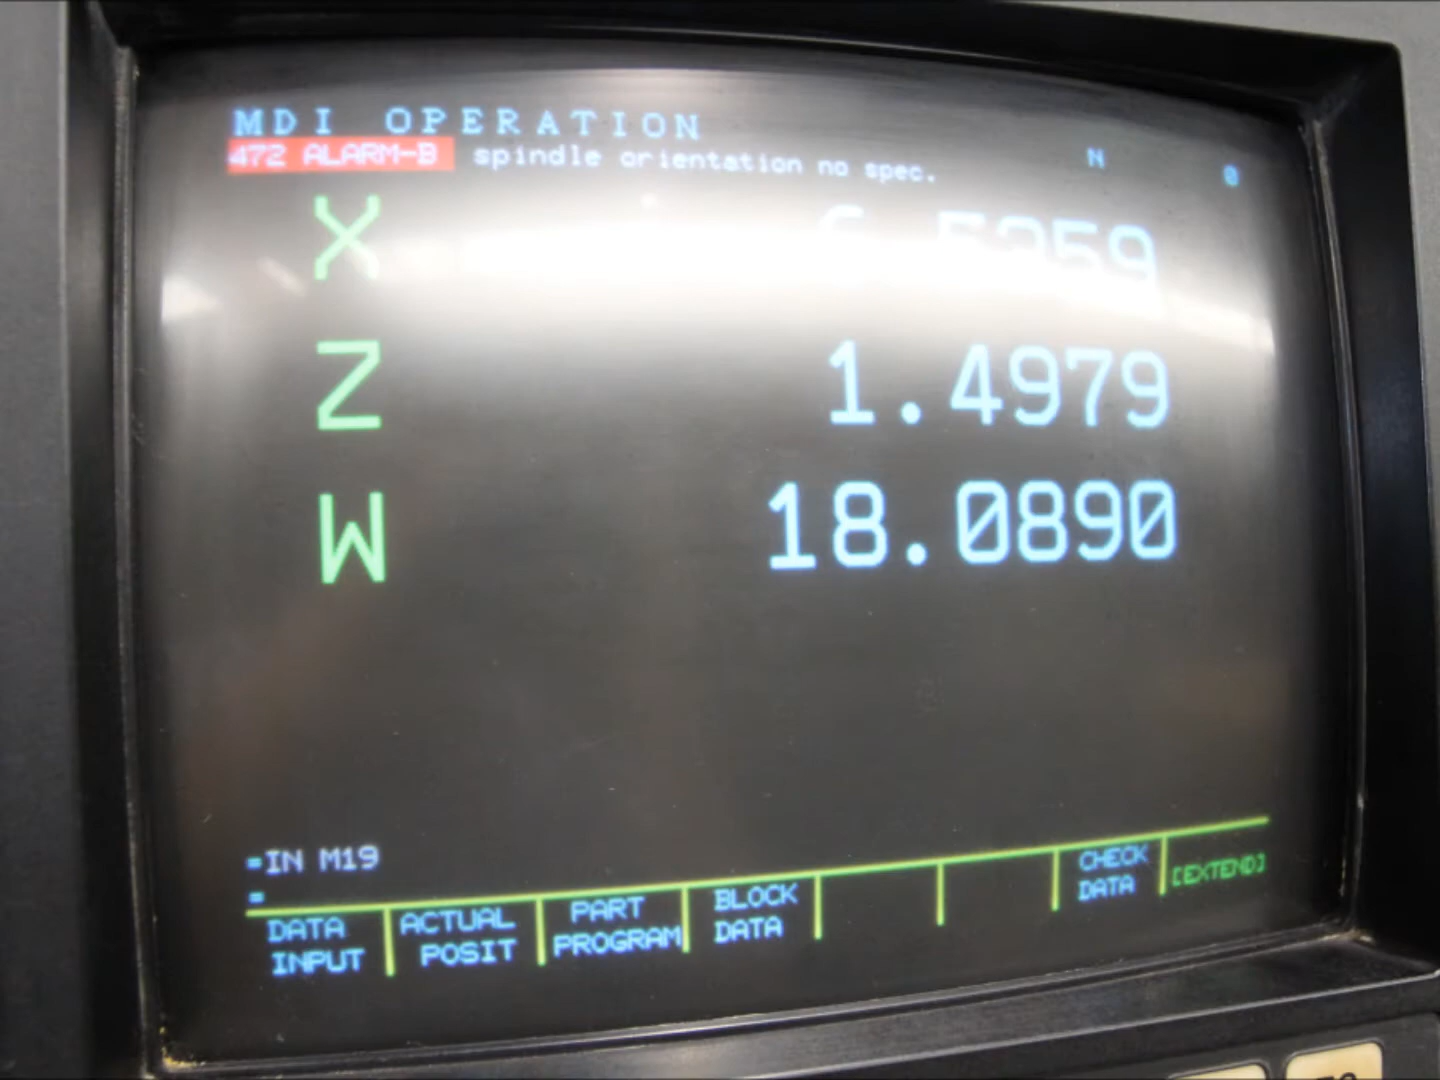 MDI OPERATION
472 ALARM-B spindle orientation no spec. N 0
X
Z 1.4979
W 18.0890
=IN M19
=
DATA INPUT ACTUAL POSIT PART PROGRAM BLOCK DATA CHECK DATA [EXTEND]